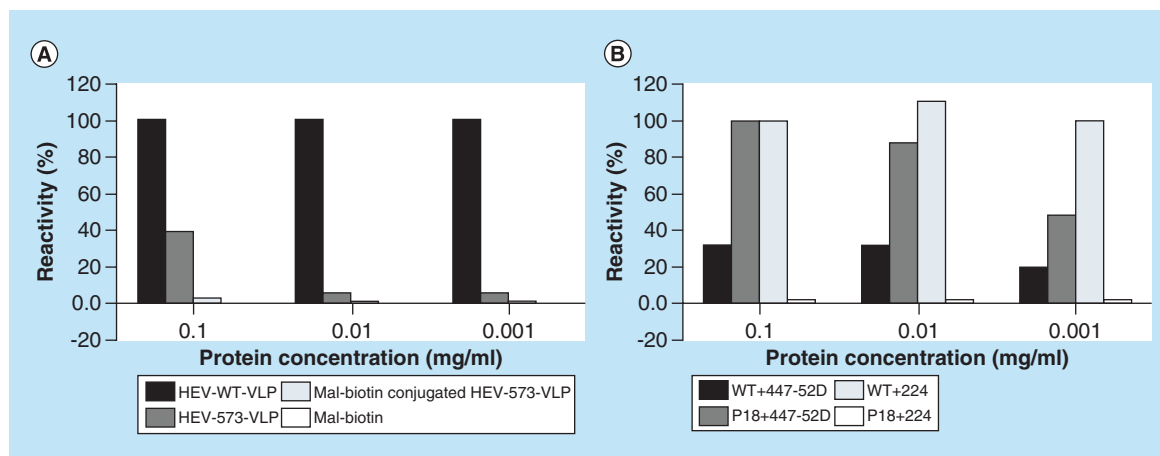 A
120
100
80
60
40
20
0.0
-20
Reactivity (%)
0.1
0.01
0.001
Protein concentration (mg/ml)
HEV-WT-VLP
Mal-biotin conjugated HEV-573-VLP
HEV-573-VLP
Mal-biotin
B
120
100
80
60
40
20
0.0
-20
Reactivity (%)
0.1
0.01
0.001
Protein concentration (mg/ml)
WT+447-52D
WT+224
P18+447-52D
P18+224